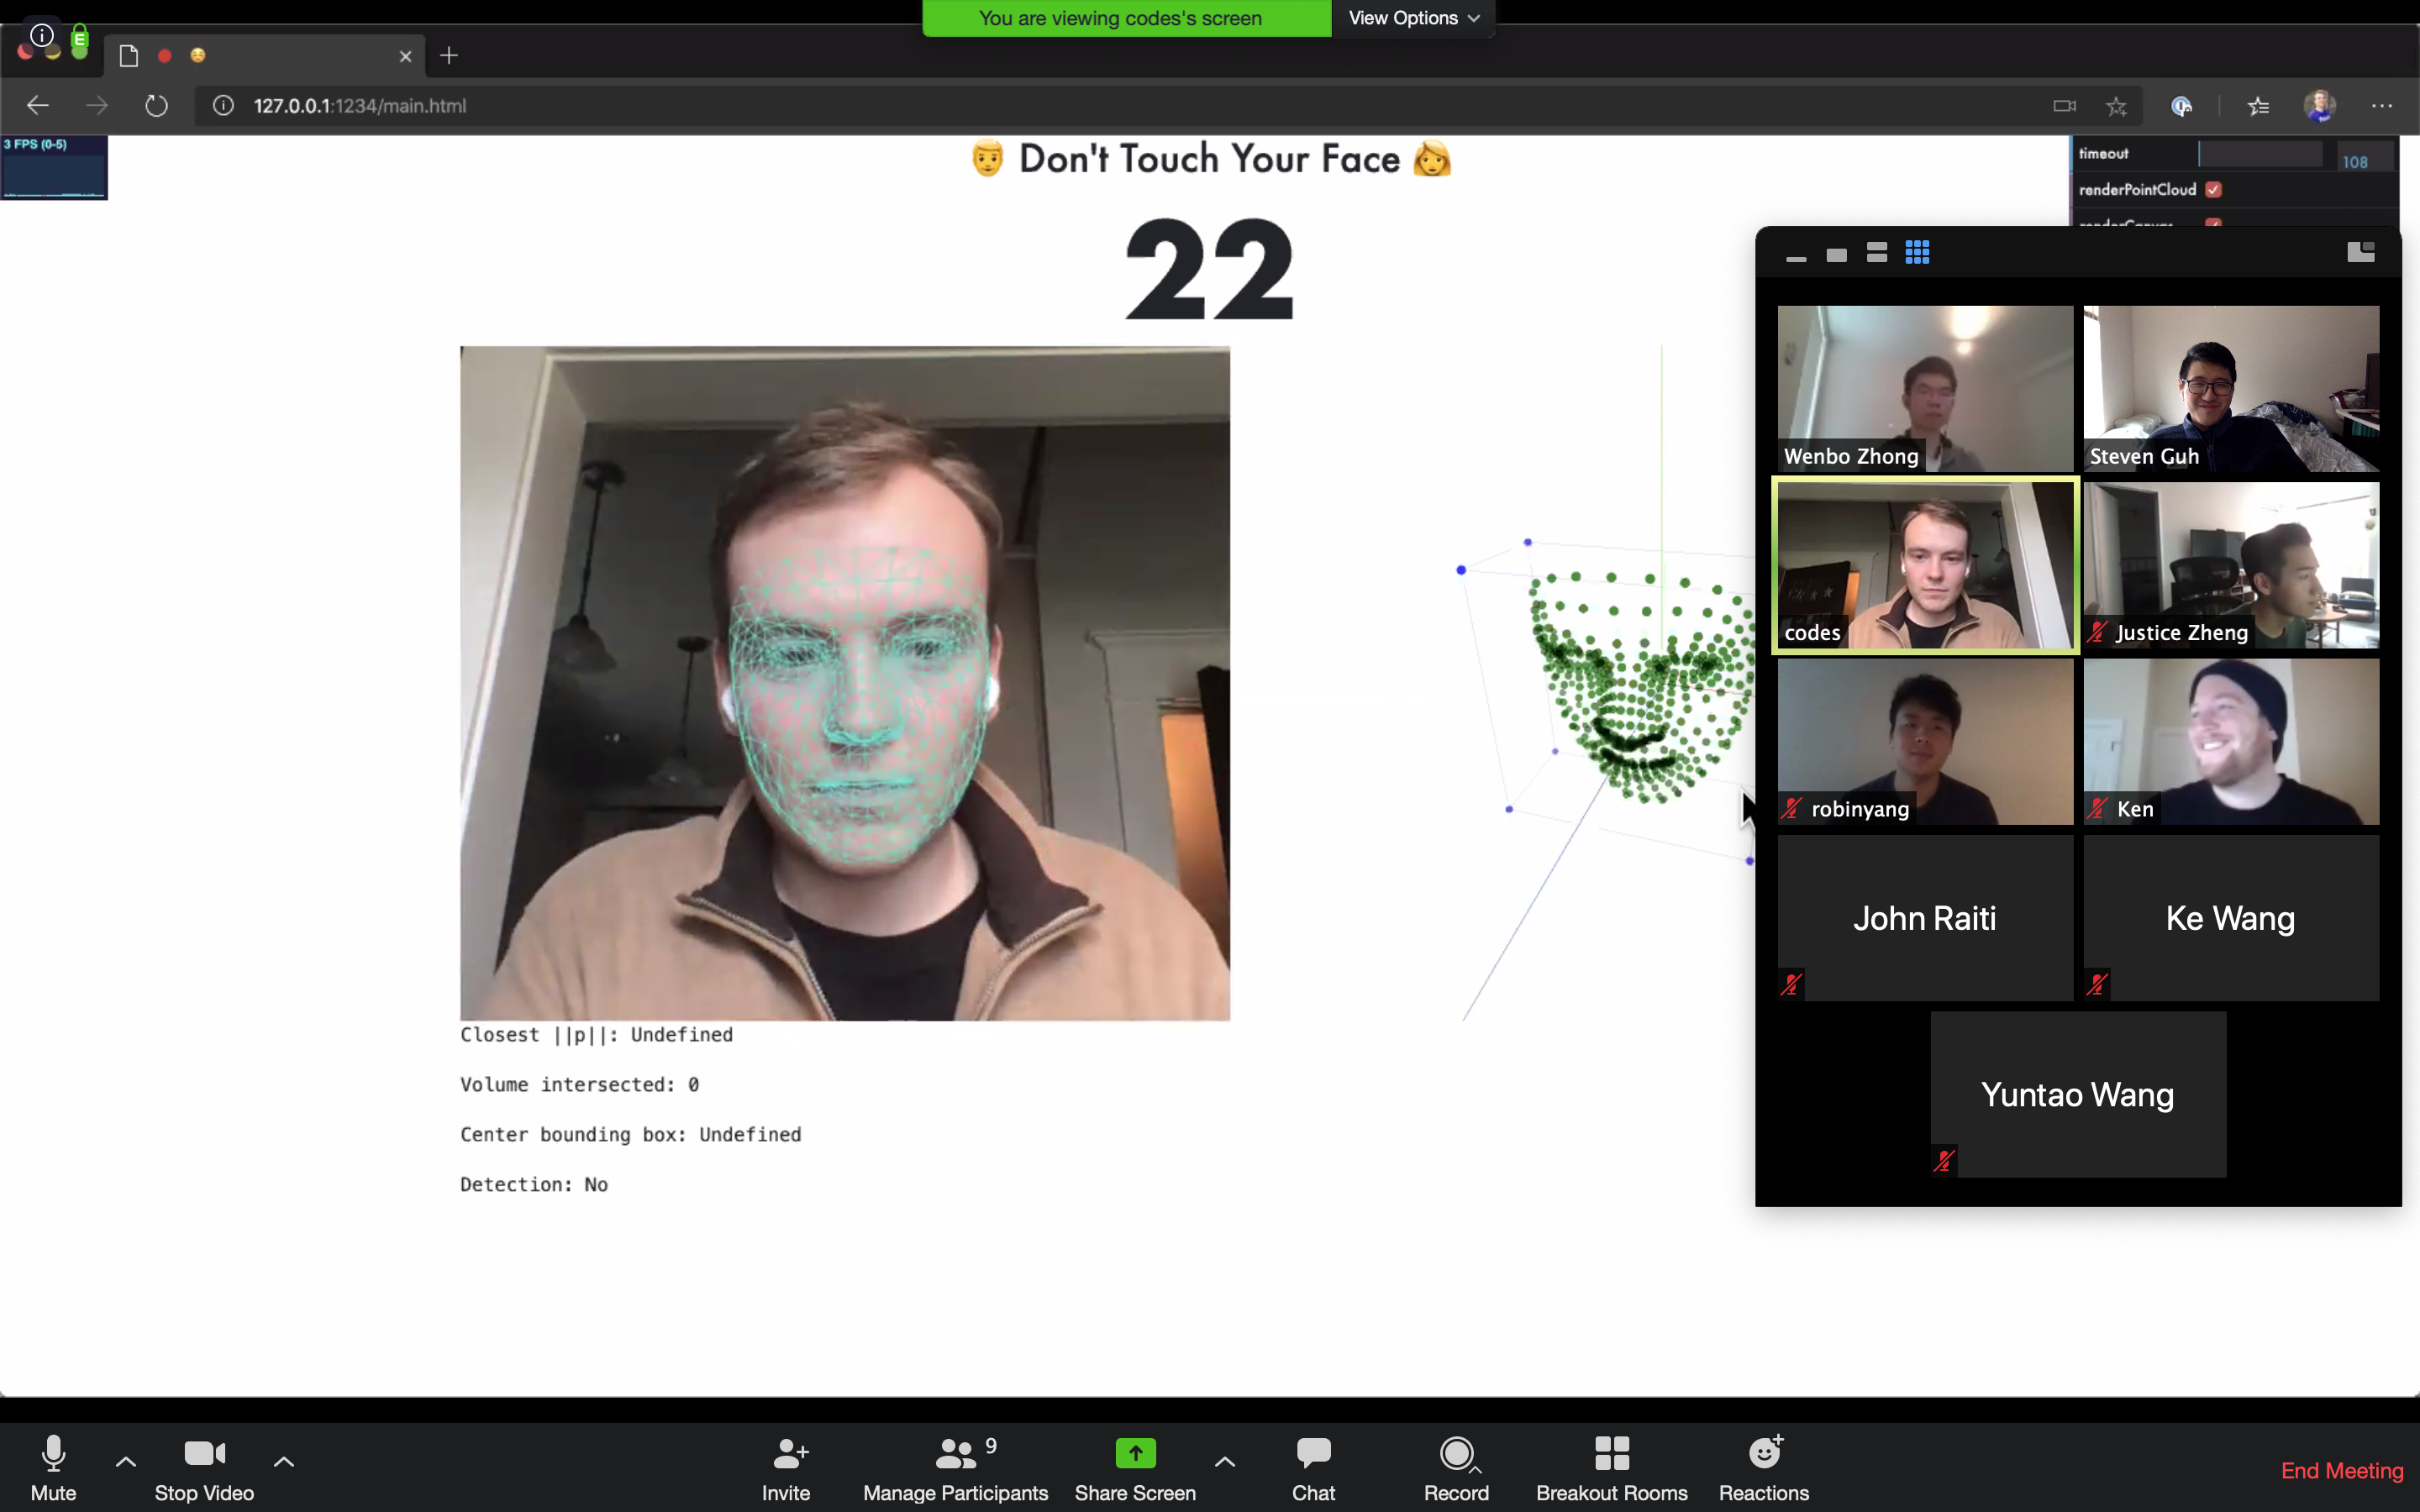 You are viewing codes's screen
View Options
E
127.0.0.1:1234/main.html
3 FPS (0-5)
👨 Don't Touch Your Face 👩
timeout
108
renderPointCloud
renderCanvas
22
Wenbo Zhong
Steven Guh
codes
Justice Zheng
robinyang
Ken
John Raiti
Ke Wang
Yuntao Wang
Closest ||p||: Undefined
Volume intersected: 0
Center bounding box: Undefined
Detection: No
Mute
Stop Video
Invite
9
Manage Participants
Share Screen
Chat
Record
Breakout Rooms
Reactions
End Meeting